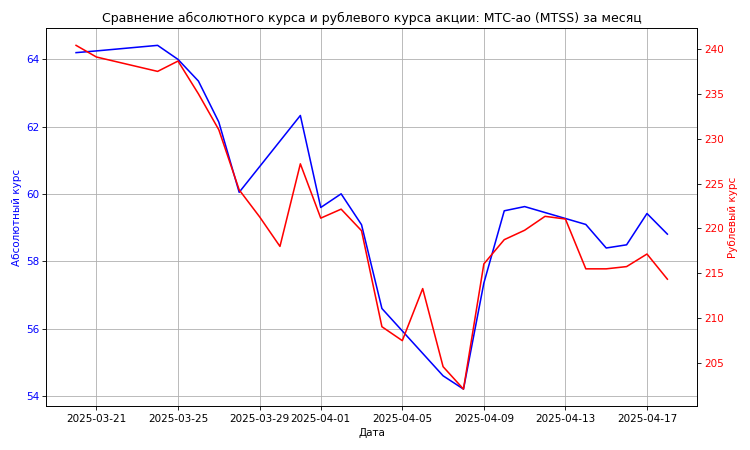 Сравнение абсолютного курса и рублевого курса акции: МТС-ао (MTSS) за месяц
64
62
60
58
56
54
Абсолютный курс
240
235
230
225
220
215
210
205
Рублевый курс
2025-03-21 2025-03-25 2025-03-29 2025-04-01 2025-04-05 2025-04-09 2025-04-13 2025-04-17
Дата